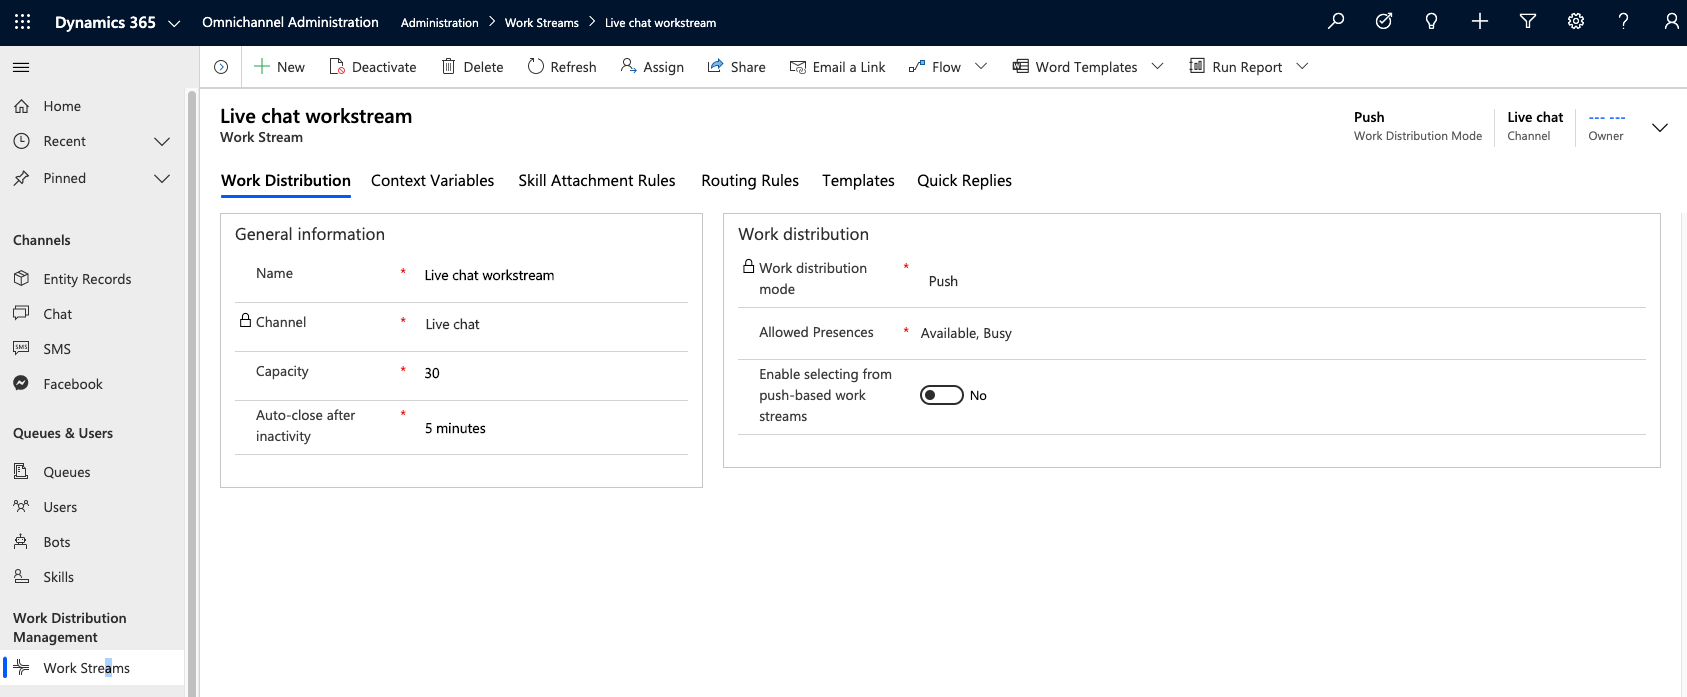 Dynamics 365
Omnichannel Administration
Administration > Work Streams > Live chat workstream
New
Deactivate
Delete
Refresh
Assign
Share
Email a Link
Flow
Word Templates
Run Report
Home
Recent
Pinned
Channels
Entity Records
Chat
SMS
SMS
Facebook
Queues & Users
Queues
Users
Bots
Skills
Work Distribution
Management
Work Streams
Live chat workstream
Work Stream
Push
Work Distribution Mode
Live chat
Channel
--- ---
Owner
Work Distribution
Context Variables
Skill Attachment Rules
Routing Rules
Templates
Quick Replies
General information
Name * Live chat workstream
Channel * Live chat
Capacity * 30
Auto-close after
inactivity
* 5 minutes
Work distribution
Work distribution
mode
* Push
Allowed Presences * Available, Busy
Enable selecting from
push-based work
streams
No